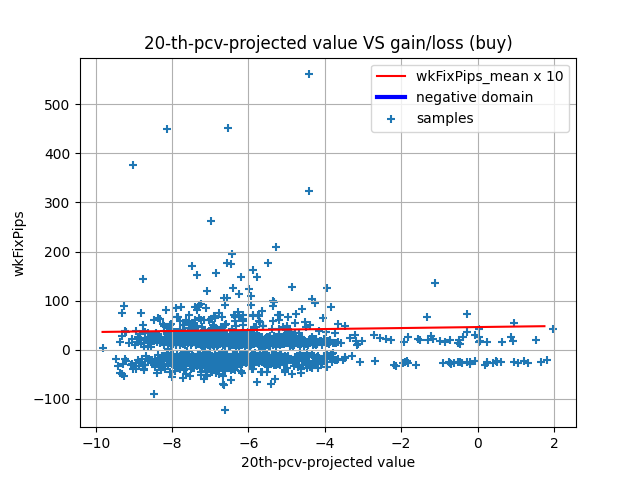 20-th-pcv-projected value VS gain/loss (buy)
wkFixPips_mean x 10
negative domain
samples
500
400
300
200
100
0
−100
wkFixPips
−10
−8
−6
−4
−2
0
2
20th-pcv-projected value